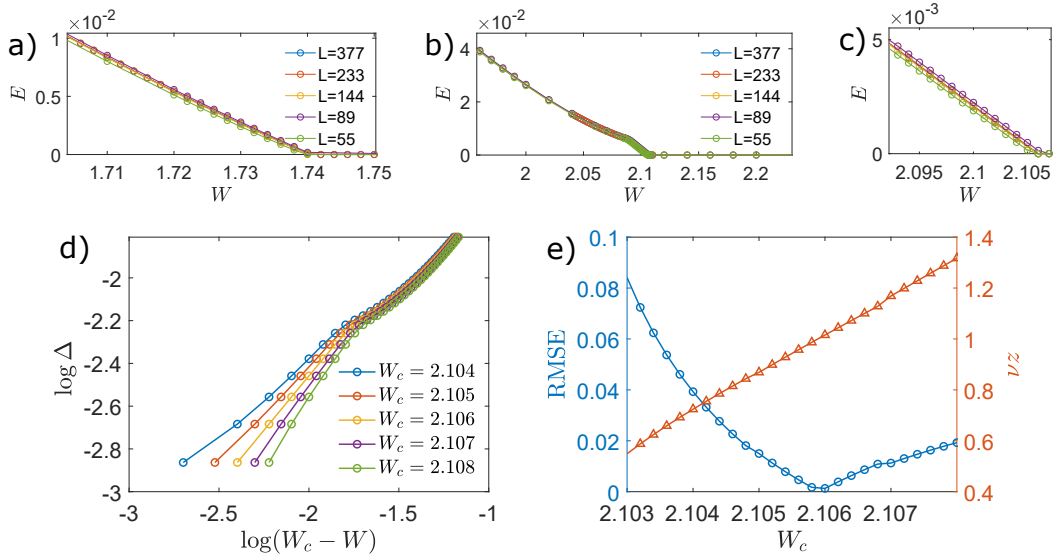 a)
×10⁻²
1
0.5
0
E
1.71
1.72
1.73
1.74
1.75
W
L=377
L=233
L=144
L=89
L=55
b)
×10⁻²
4
2
0
E
2
2.05
2.1
2.15
2.2
W
L=377
L=233
L=144
L=89
L=55
c)
×10⁻³
5
0
E
2.095
2.1
2.105
W
d)
-2
-2.2
-2.4
-2.6
-2.8
-3
log Δ
-3
-2.5
-2
-1.5
-1
log(W_c − W)
W_c = 2.104
W_c = 2.105
W_c = 2.106
W_c = 2.107
W_c = 2.108
e)
0.1
0.08
0.06
0.04
0.02
0
RMSE
1.4
1.2
1
0.8
0.6
0.4
νz
2.103
2.104
2.105
2.106
2.107
W_c